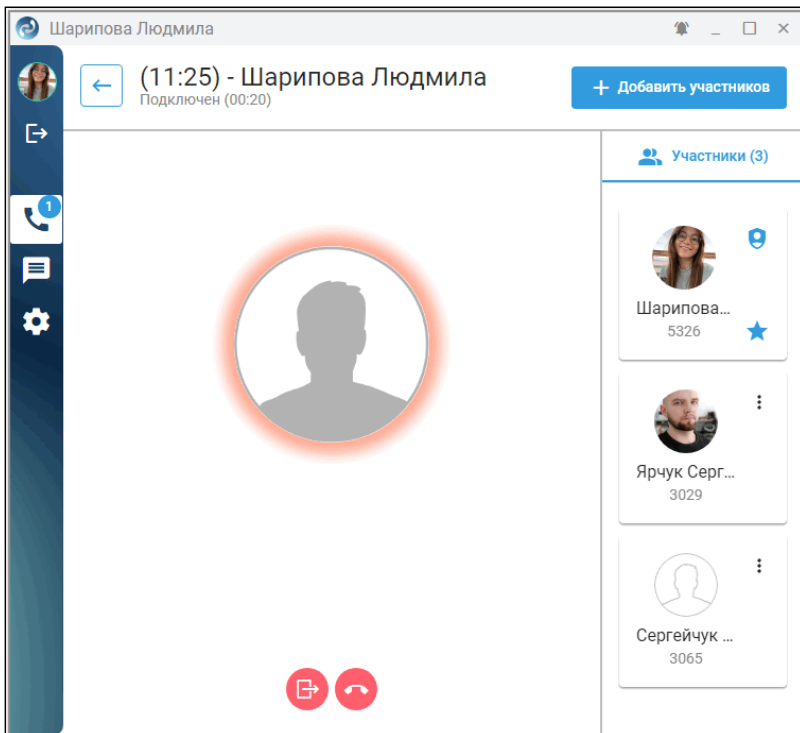 Шарипова Людмила
(11:25) - Шарипова Людмила
Подключен (00:20)
+ Добавить участников
1
Участники (3)
Шарипова...
5326
Ярчук Серг...
3029
Сергейчук ...
3065